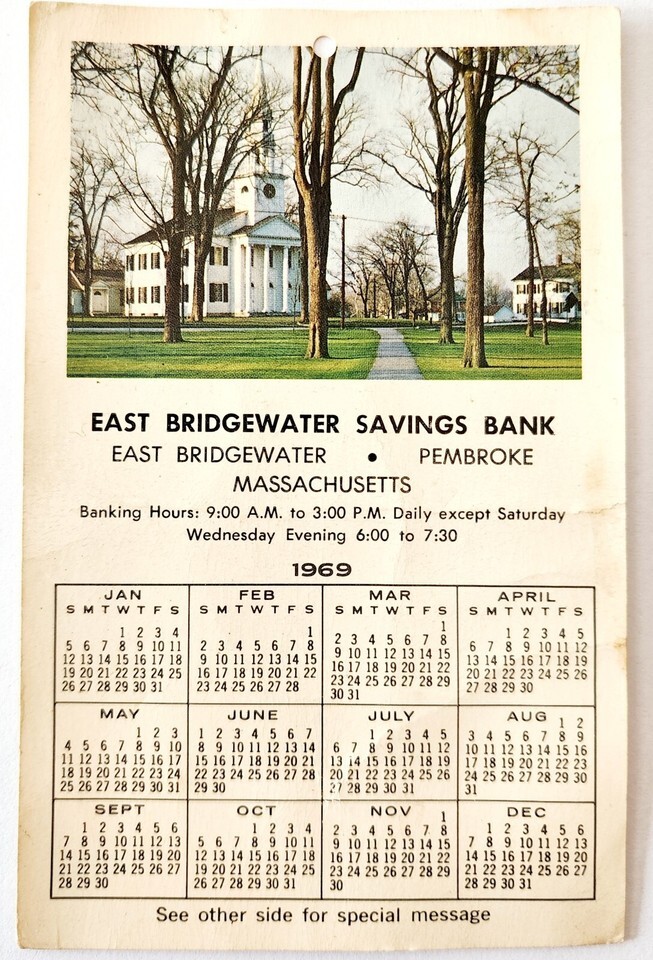 EAST BRIDGEWATER SAVINGS BANK
EAST BRIDGEWATER • PEMBROKE
MASSACHUSETTS
Banking Hours: 9:00 A.M. to 3:00 P.M. Daily except Saturday
Wednesday Evening 6:00 to 7:30
1969
JAN
S M T W T F S
1 2 3 4
5 6 7 8 9 10 11
12 13 14 15 16 17 18
19 20 21 22 23 24 25
26 27 28 29 30 31
FEB
S M T W T F S
1
2 3 4 5 6 7 8
9 10 11 12 13 14 15
16 17 18 19 20 21 22
23 24 25 26 27 28
MAR
S M T W T F S
1
2 3 4 5 6 7 8
9 10 11 12 13 14 15
16 17 18 19 20 21 22
23 24 25 26 27 28 29
30 31
APRIL
S M T W T F S
1 2 3 4 5
6 7 8 9 10 11 12
13 14 15 16 17 18 19
20 21 22 23 24 25 26
27 28 29 30
MAY
1 2 3
4 5 6 7 8 9 10
11 12 13 14 15 16 17
18 19 20 21 22 23 24
25 26 27 28 29 30 31
JUNE
1 2 3 4 5 6 7
8 9 10 11 12 13 14
15 16 17 18 19 20 21
22 23 24 25 26 27 28
29 30
JULY
1 2 3 4 5
6 7 8 9 10 11 12
13 14 15 16 17 18 19
20 21 22 23 24 25 26
27 28 29 30 31
AUG
1 2
3 4 5 6 7 8 9
10 11 12 13 14 15 16
17 18 19 20 21 22 23
24 25 26 27 28 29 30
31
SEPT
1 2 3 4 5 6
7 8 9 10 11 12 13
14 15 16 17 18 19 20
21 22 23 24 25 26 27
28 29 30
OCT
1 2 3 4
5 6 7 8 9 10 11
12 13 14 15 16 17 18
19 20 21 22 23 24 25
26 27 28 29 30 31
NOV
1
2 3 4 5 6 7 8
9 10 11 12 13 14 15
16 17 18 19 20 21 22
23 24 25 26 27 28 29
30
DEC
1 2 3 4 5 6
7 8 9 10 11 12 13
14 15 16 17 18 19 20
21 22 23 24 25 26 27
28 29 30 31
See other side for special message